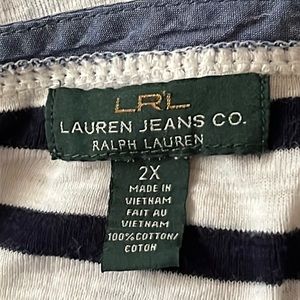 LRL
LAUREN JEANS CO.
RALPH LAUREN
2X
MADE IN
VIETNAM
FAIT AU
VIETNAM
100%COTTON/
COTON